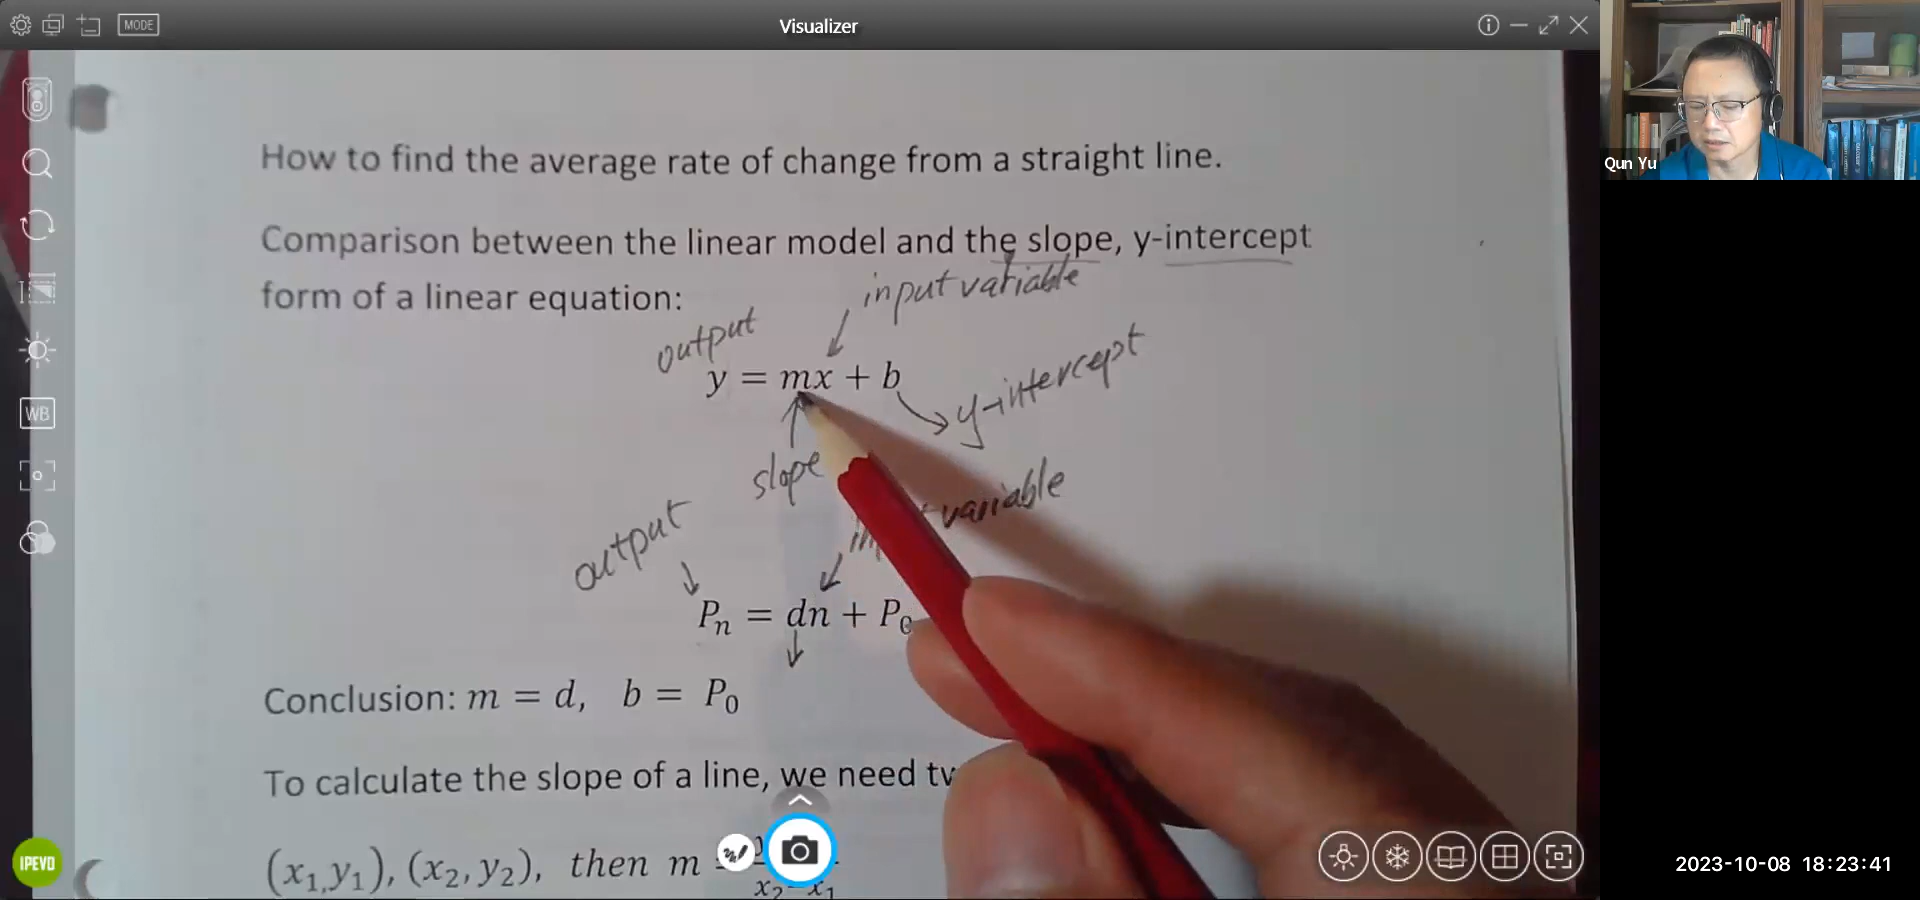 MODE
Visualizer
Qun Yu
How to find the average rate of change from a straight line.
Comparison between the linear model and the slope, y-intercept
form of a linear equation:
input variable
output
y = mx + b
y-intercept
slope
variable
output
Pₙ = dn + P₀
Conclusion: m = d, b = P₀
To calculate the slope of a line, we need
(x₁,y₁), (x₂, y₂), then m
x₂ x₁
WB
IPEVO
2023-10-08 18:23:41